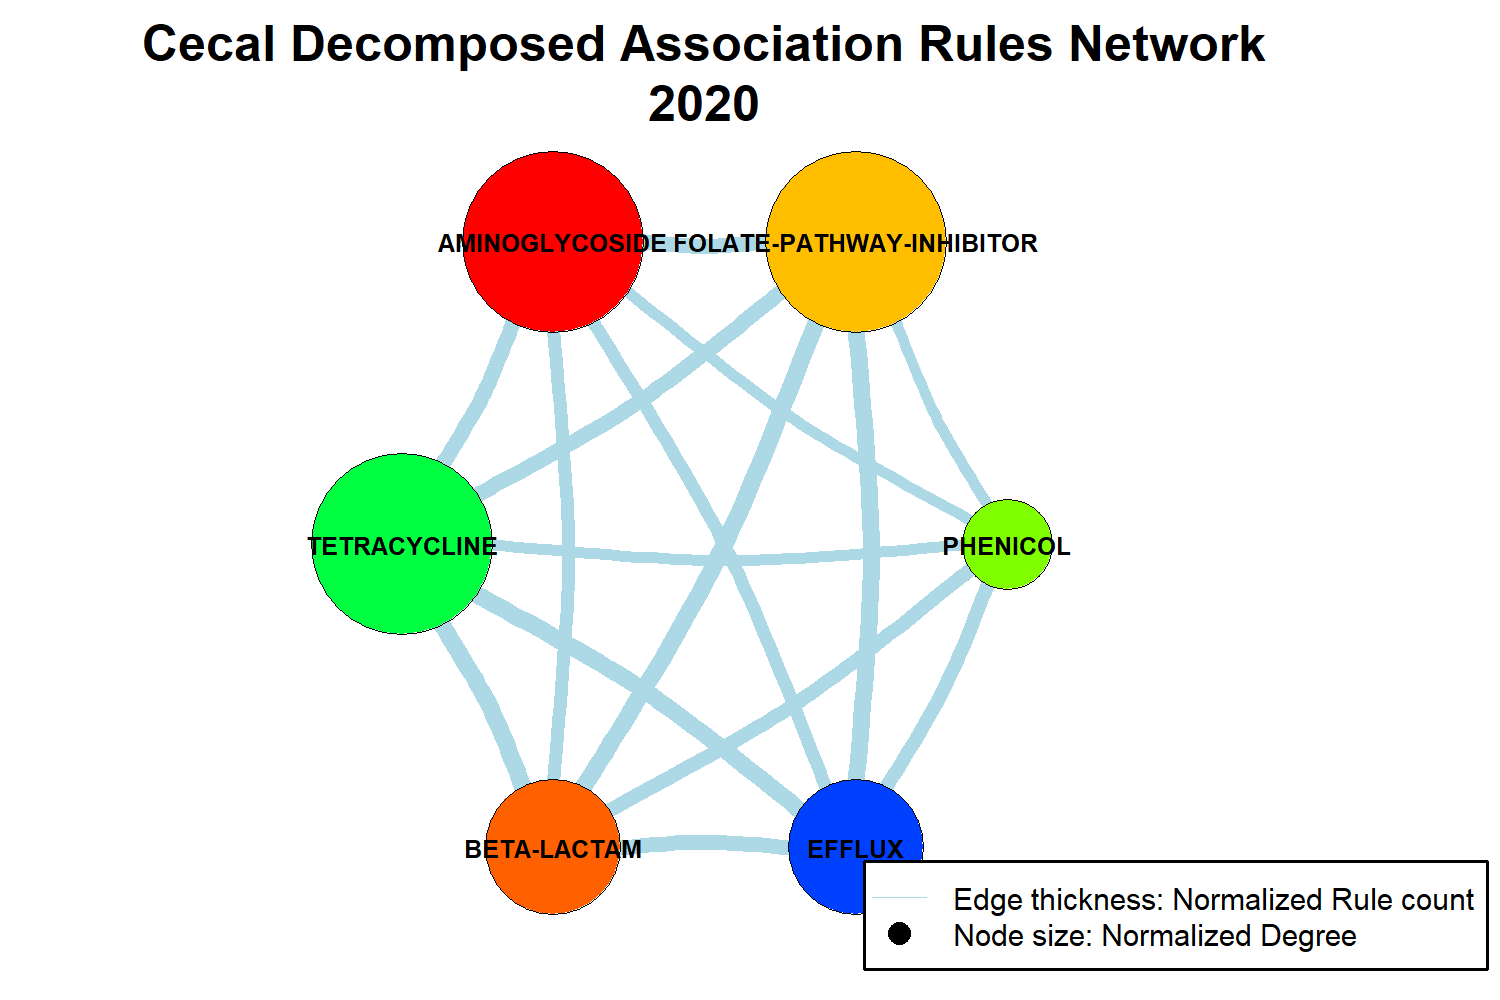 Cecal Decomposed Association Rules Network
2020
AMINOGLYCOSIDE FOLATE-PATHWAY-INHIBITOR
TETRACYCLINE
PHENICOL
BETA-LACTAM
EFFLUX
Edge thickness: Normalized Rule count
Node size: Normalized Degree